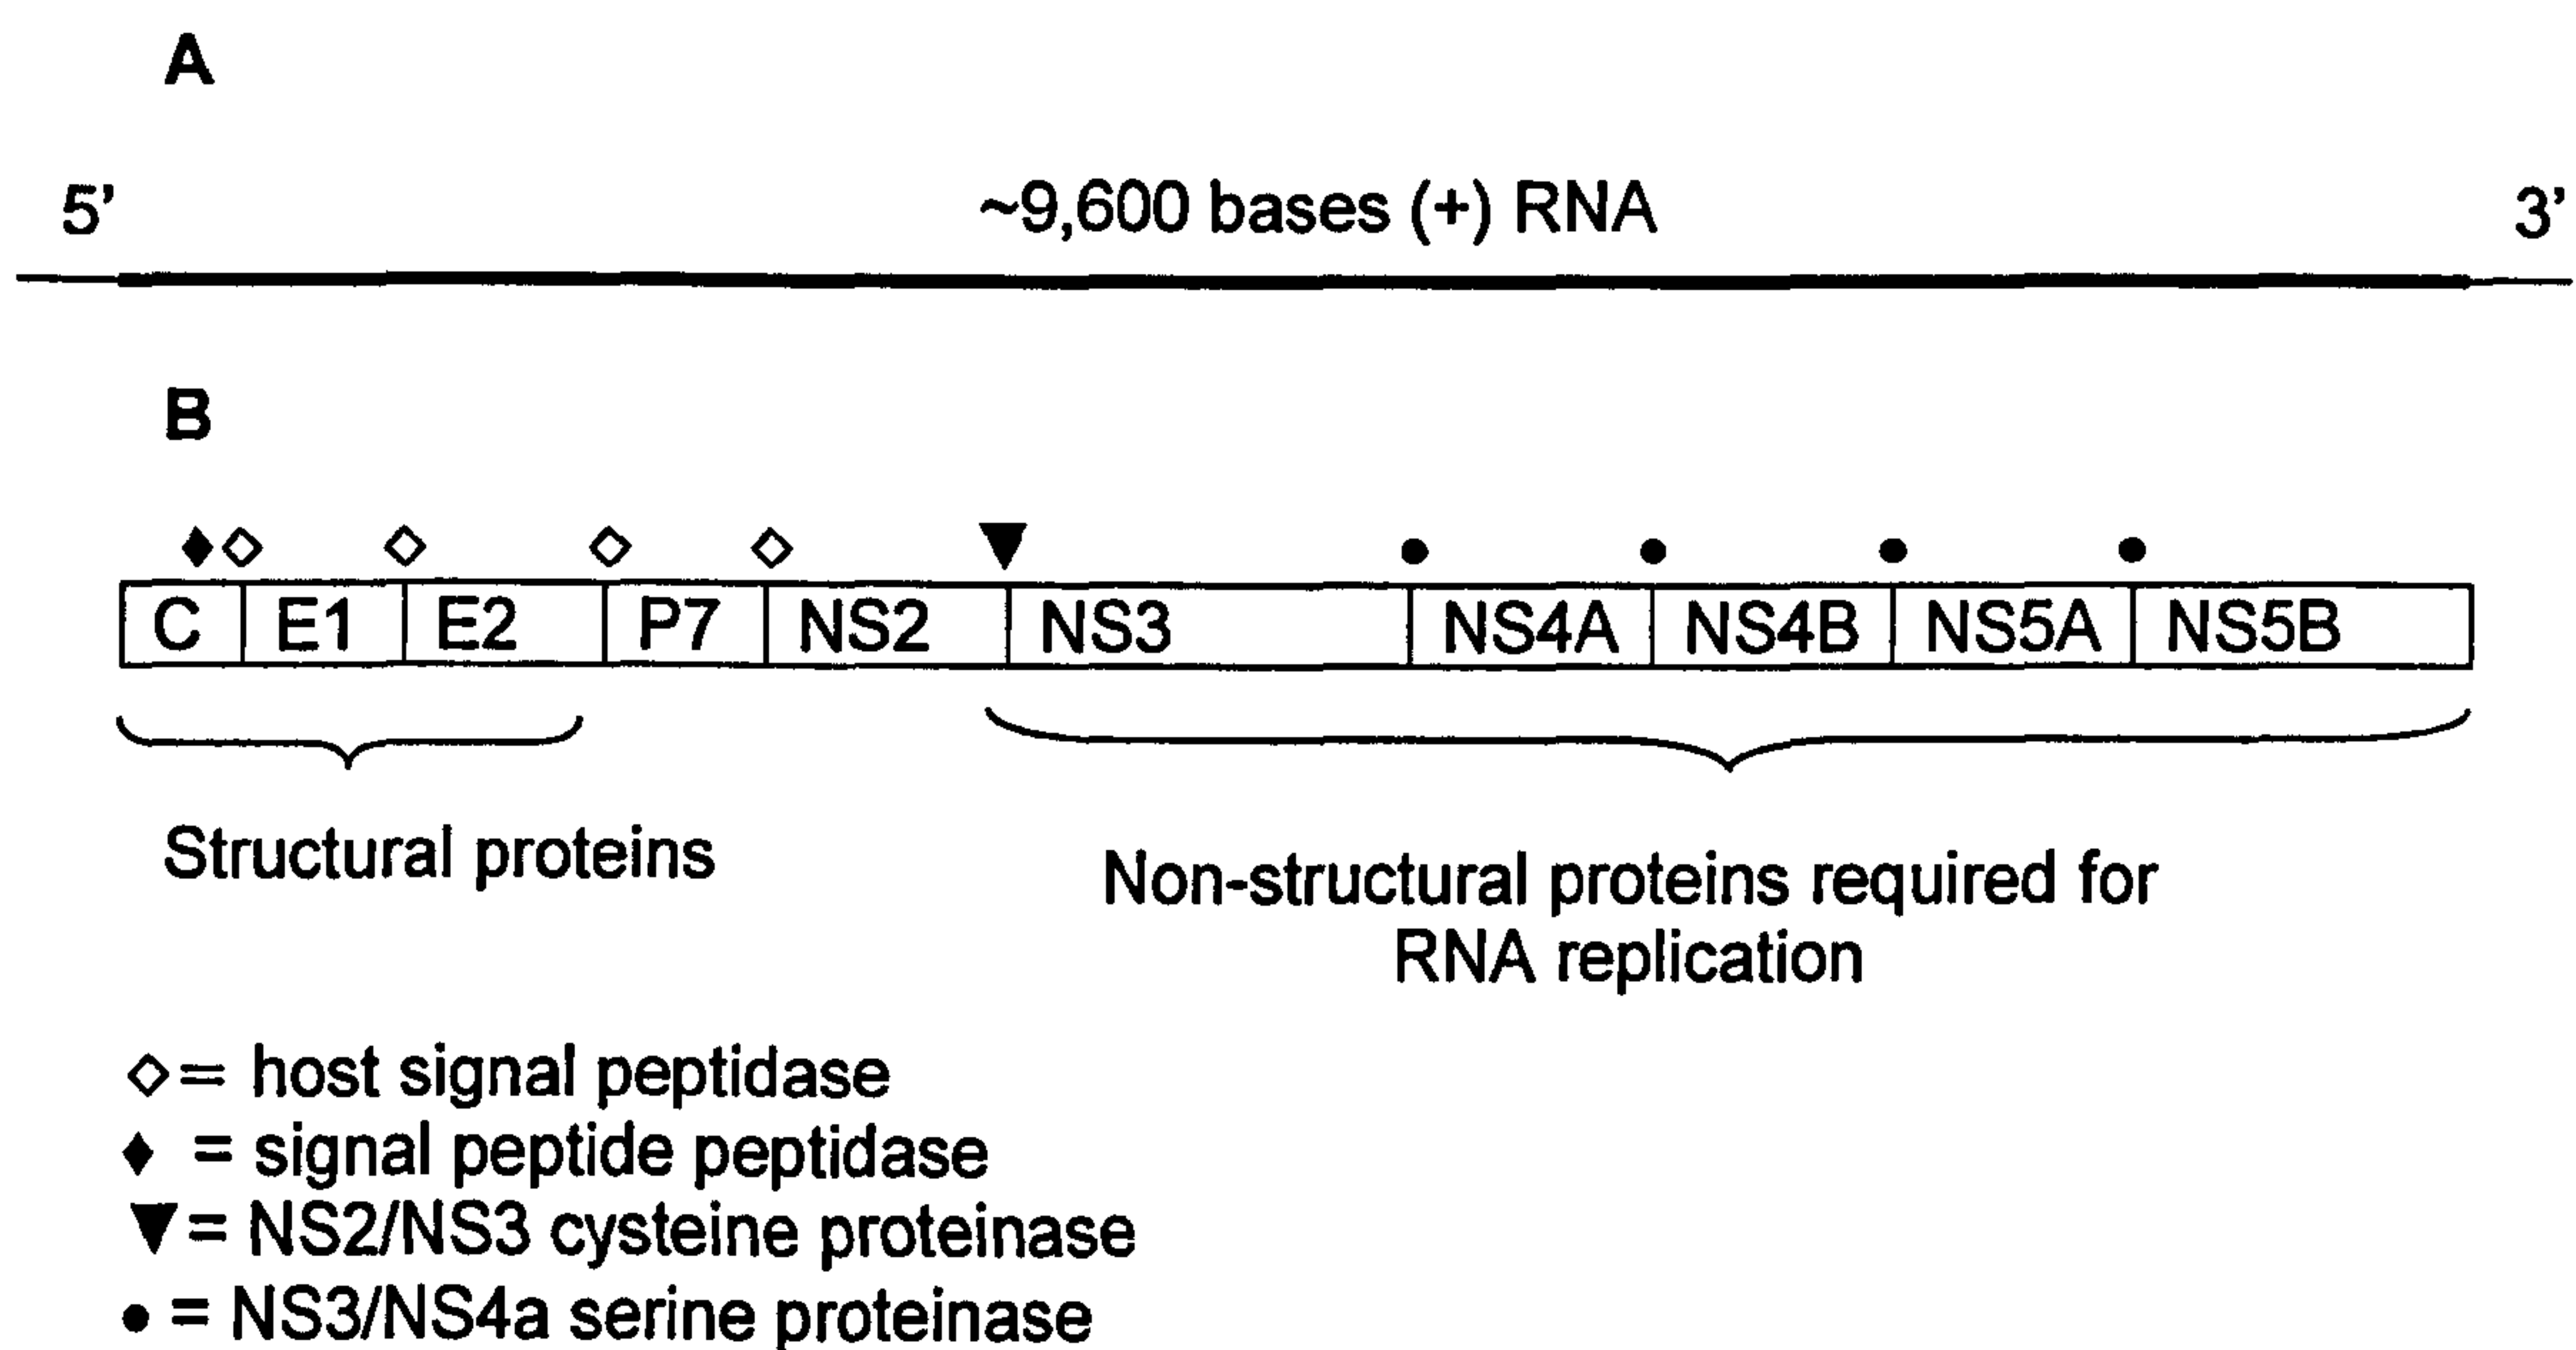 A
5’ ~9,600 bases (+) RNA 3’
B
C E1 E2 P7 NS2 NS3 NS4A NS4B NS5A NS5B
Structural proteins
Non-structural proteins required for
RNA replication
◇= host signal peptidase
♦ = signal peptide peptidase
▼= NS2/NS3 cysteine proteinase
● = NS3/NS4a serine proteinase